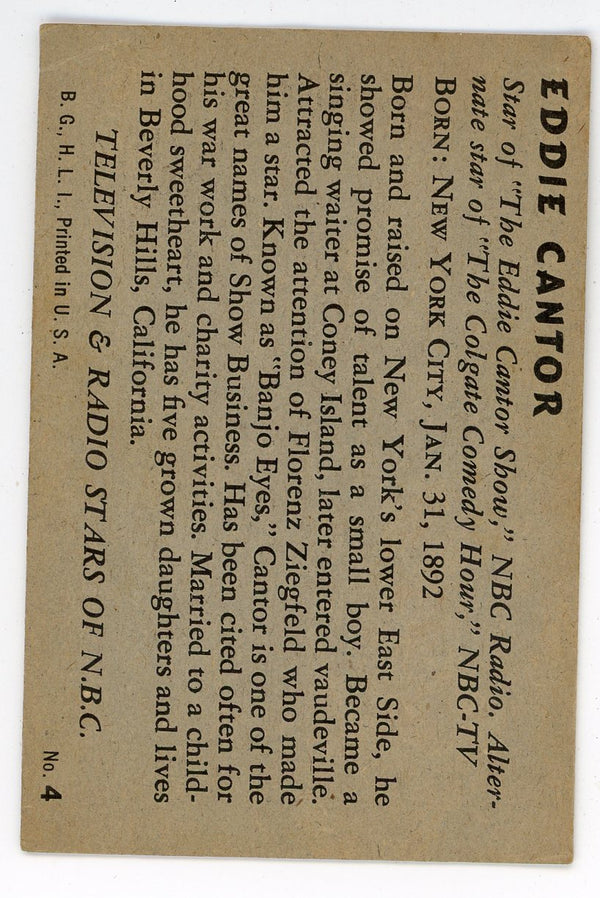 EDDIE CANTOR
Star of "The Eddie Cantor Show," NBC Radio. Alter-
nate star of "The Colgate Comedy Hour," NBC-TV
BORN: NEW YORK CITY, JAN. 31, 1892
Born and raised on New York's lower East Side, he
showed promise of talent as a small boy. Became a
singing waiter at Coney Island, later entered vaudeville.
Attracted the attention of Florenz Ziegfeld who made
him a star. Known as "Banjo Eyes," Cantor is one of the
great names of Show Business. Has been cited often for
his war work and charity activities. Married to a child-
hood sweetheart, he has five grown daughters and lives
in Beverly Hills, California.
TELEVISION & RADIO STARS OF N.B.C.
B. G., H. L. I., Printed in U. S. A.
No. 4